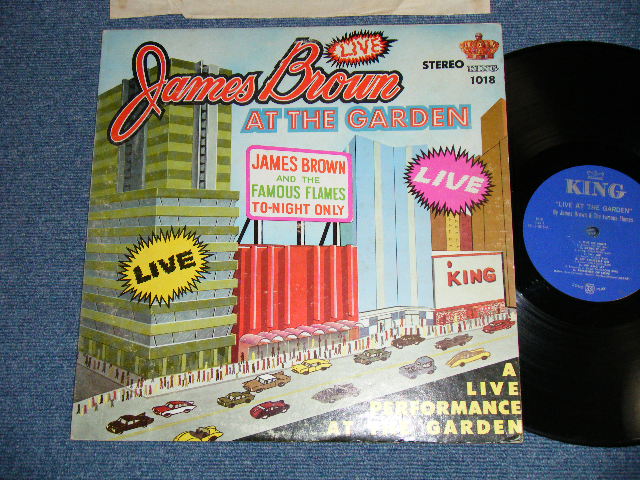 LIVE
James Brown
AT THE GARDEN
STEREO
KING
1018
JAMES BROWN
AND THE
FAMOUS FLAMES
TO-NIGHT ONLY
LIVE
LIVE
KING
A
LIVE
PERFORMANCE
AT THE GARDEN
KING
"LIVE AT THE GARDEN"
By James Brown & The Famous Flames